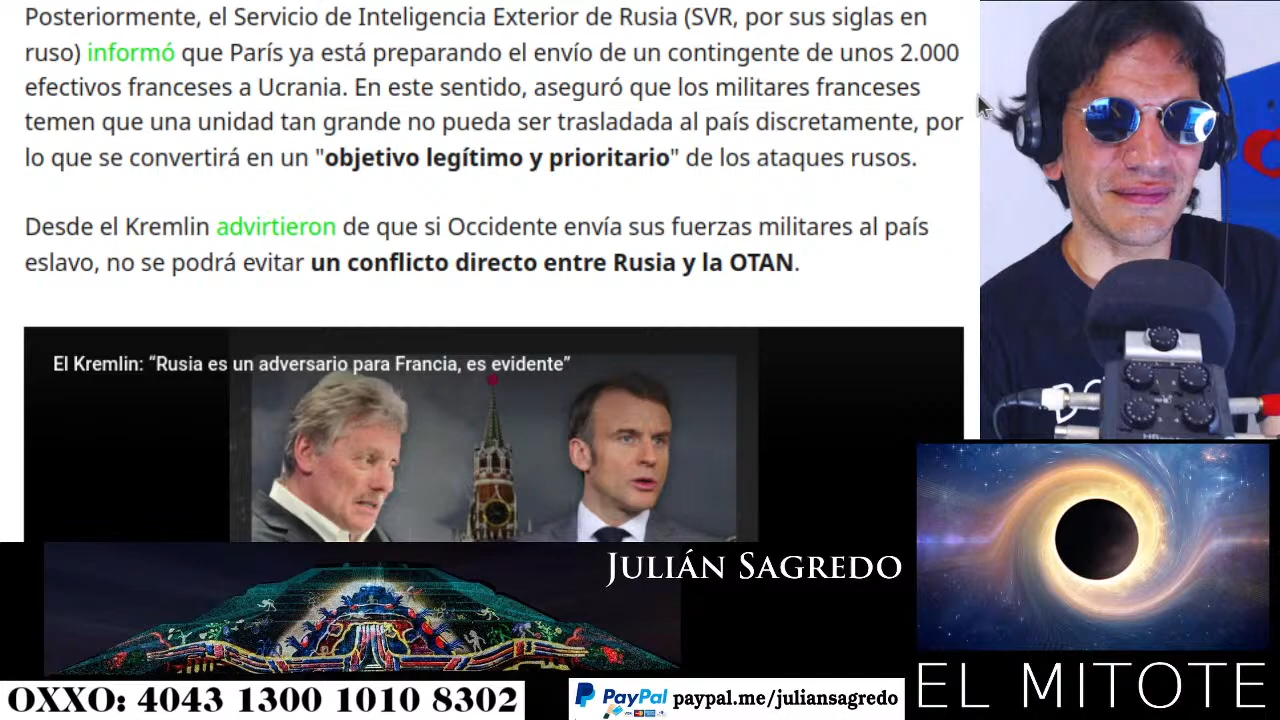 Posteriormente, el Servicio de Inteligencia Exterior de Rusia (SVR, por sus siglas en
ruso) informó que París ya está preparando el envío de un contingente de unos 2.000
efectivos franceses a Ucrania. En este sentido, aseguró que los militares franceses
temen que una unidad tan grande no pueda ser trasladada al país discretamente, por
lo que se convertirá en un "objetivo legítimo y prioritario" de los ataques rusos.
Desde el Kremlin advirtieron de que si Occidente envía sus fuerzas militares al país
eslavo, no se podrá evitar un conflicto directo entre Rusia y la OTAN.
El Kremlin: “Rusia es un adversario para Francia, es evidente”
JULIÁN SAGREDO
EL MITOTE
OXXO: 4043 1300 1010 8302
PayPal paypal.me/juliansagredo